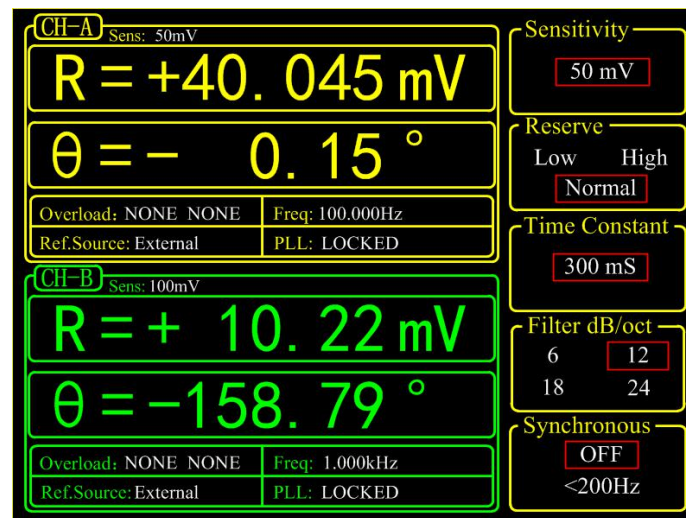 CH-A Sens: 50mV
R = +40. 045 mV
θ = - 0. 15 °
Overload: NONE NONE Freq: 100.000Hz
Ref.Source: External PLL: LOCKED
CH-B Sens: 100mV
R = + 10. 22 mV
θ = -158. 79 °
Overload: NONE NONE Freq: 1.000kHz
Ref.Source: External PLL: LOCKED
Sensitivity
50 mV
Reserve
Low High
Normal
Time Constant
300 mS
Filter dB/oct
6 12
18 24
Synchronous
OFF
<200Hz